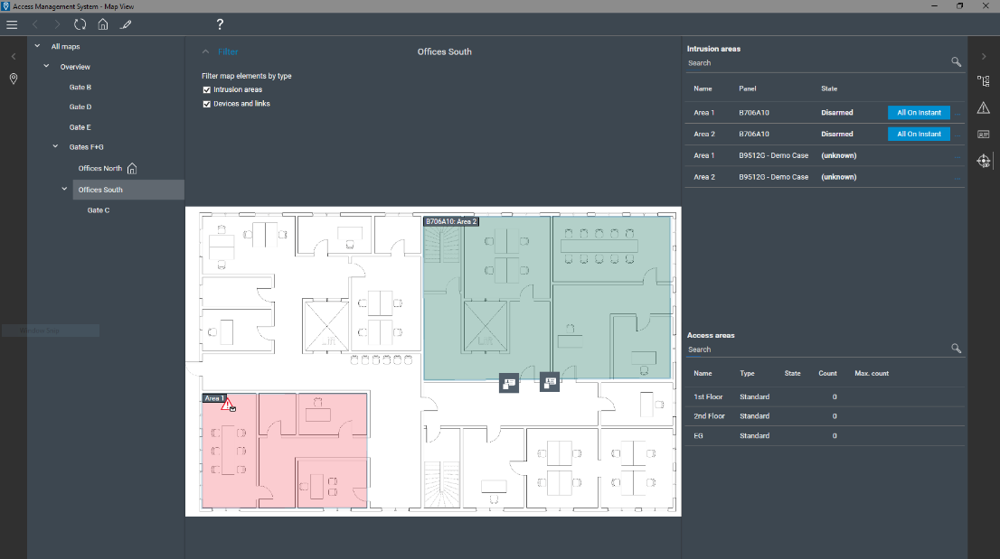 Access Management System - Map View
?
All maps
Overview
Gate B
Gate D
Gate E
Gates F+G
Offices North
Offices South
Gate C
Filter
Offices South
Filter map elements by type
Intrusion areas
Devices and links
B706A10: Area 2
Lift
Lift
Area 1
Intrusion areas
Search
Name Panel State
Area 1 B706A10 Disarmed All On Instant ...
Area 2 B706A10 Disarmed All On Instant ...
Area 1 B9512G - Demo Case (unknown) ...
Area 2 B9512G - Demo Case (unknown) ...
Access areas
Search
Name Type State Count Max. count
1st Floor Standard 0
2nd Floor Standard 0
EG Standard 0